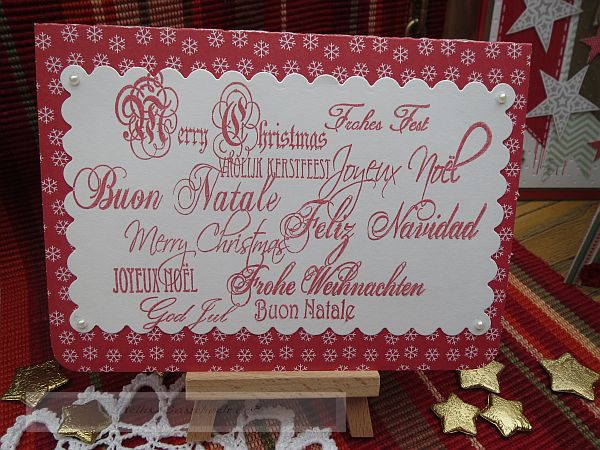 Merry Christmas
Frohes Fest
VROLIJK KERSTFEEST
Joyeux Noël
Buon Natale
Feliz Navidad
Merry Christmas
JOYEUX NOËL
Frohe Weihnachten
God Jul
Buon Natale